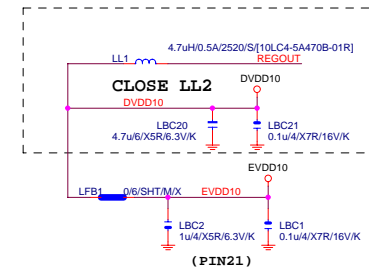 4.7uH/0.5A/2520/S/[10LC4-5A470B-01R]
LL1
REGOUT
CLOSE LL2
DVDD10
DVDD10
LBC20
4.7u/6/X5R/6.3V/K
LBC21
0.1u/4/X7R/16V/K
EVDD10
LFB1
0/6/SHT/M/X
EVDD10
LBC2
1u/4/X5R/6.3V/K
LBC1
0.1u/4/X7R/16V/K
(PIN21)